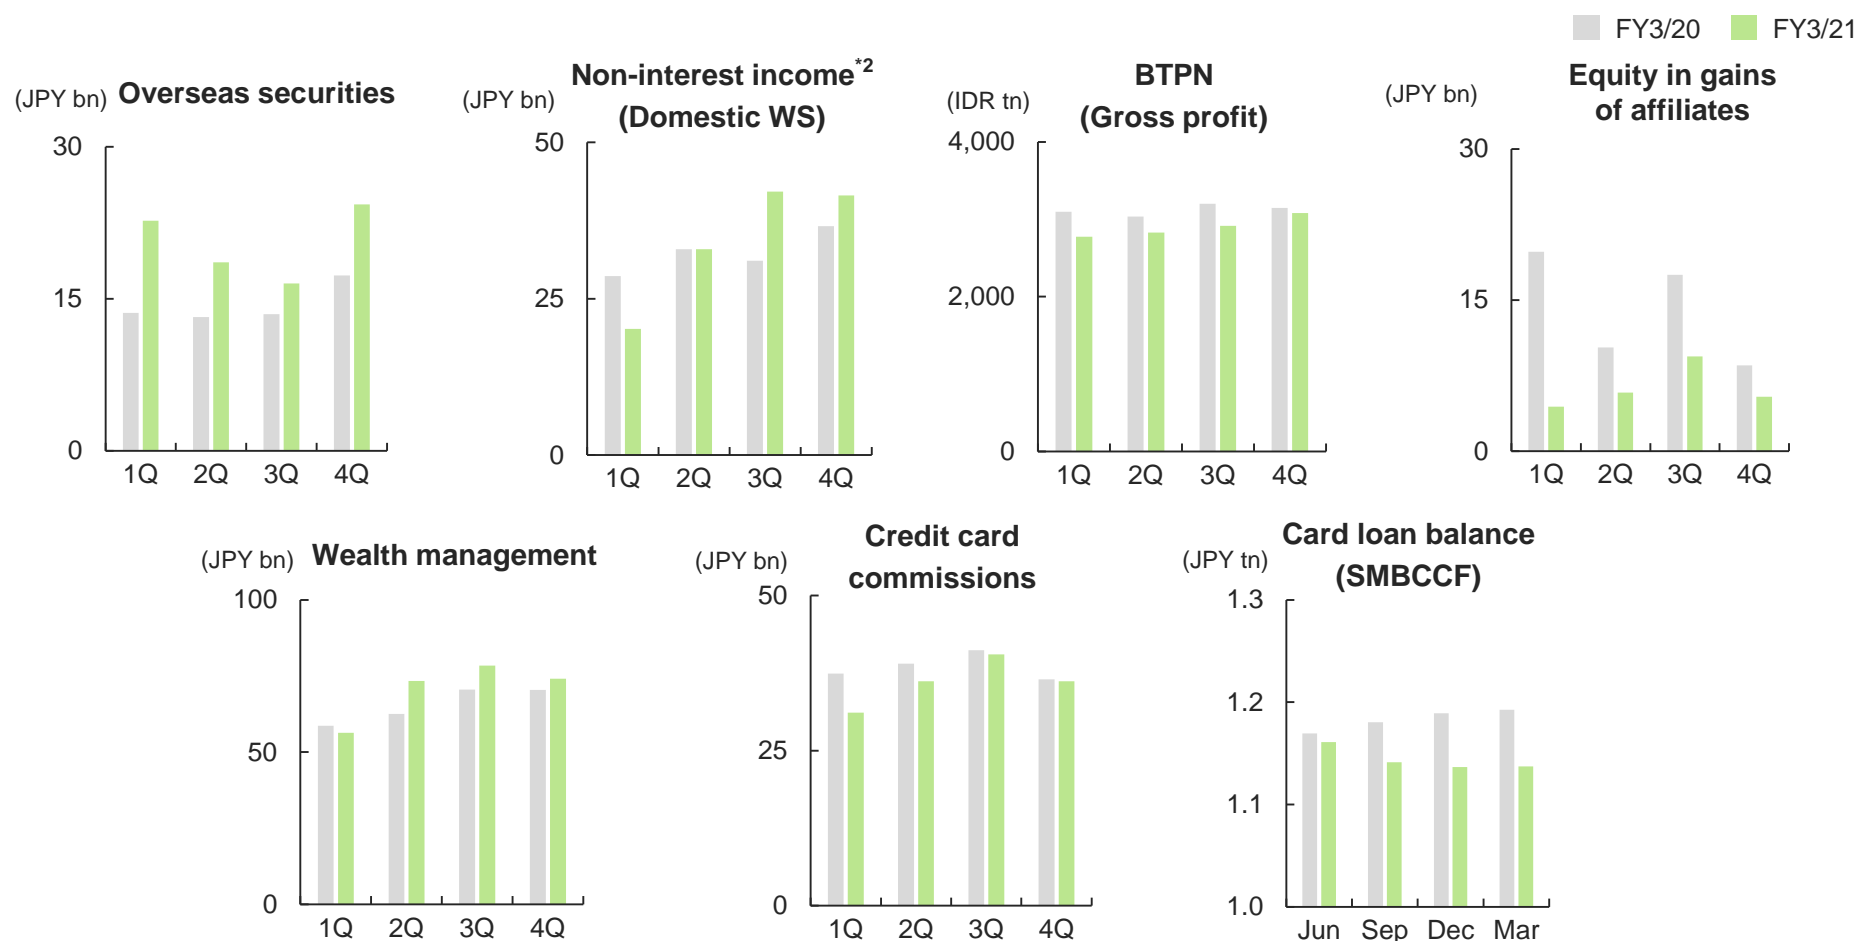 FY3/20 FY3/21
(JPY bn) Overseas securities
30
15
0
1Q 2Q 3Q 4Q
(JPY bn) Non-interest income*2
(Domestic WS)
50
25
0
1Q 2Q 3Q 4Q
(IDR tn) BTPN
(Gross profit)
4,000
2,000
0
1Q 2Q 3Q 4Q
(JPY bn) Equity in gains
of affiliates
30
15
0
1Q 2Q 3Q 4Q
(JPY bn) Wealth management
100
50
0
1Q 2Q 3Q 4Q
(JPY bn) Credit card
commissions
50
25
0
1Q 2Q 3Q 4Q
(JPY tn) Card loan balance
(SMBCCF)
1.3
1.2
1.1
1.0
Jun Sep Dec Mar